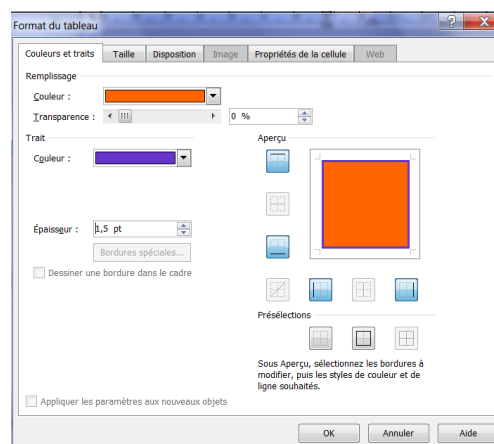 Format du tableau
Couleurs et traits Taille Disposition Image Propriétés de la cellule Web
Remplissage
Couleur :
Transparence : 0 %
Trait Aperçu
Couleur :
Épaisseur : 1,5 pt
Bordures spéciales...
Dessiner une bordure dans le cadre
Présélections
Sous Aperçu, sélectionnez les bordures à
modifier, puis les styles de couleur et de
ligne souhaités.
Appliquer les paramètres aux nouveaux objets
OK Annuler Aide